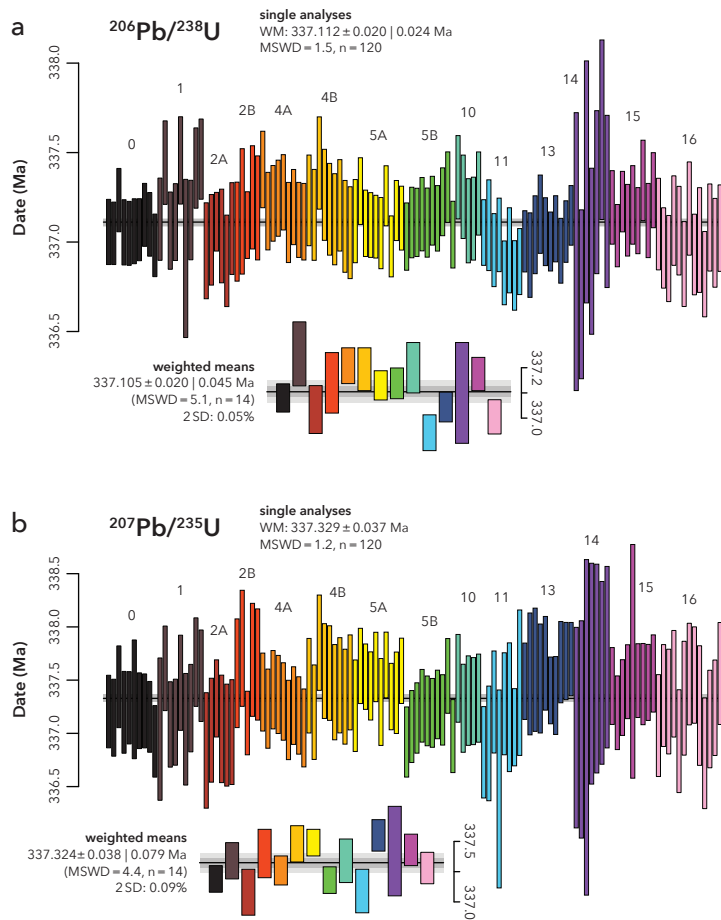 a
206Pb/238U
single analyses
WM: 337.112 ± 0.020 | 0.024 Ma
MSWD = 1.5, n = 120
Date (Ma)
338.0
337.5
337.0
336.5
0
1
2A
2B
4A
4B
5A
5B
10
11
13
14
15
16
weighted means
337.105 ± 0.020 | 0.045 Ma
(MSWD = 5.1, n = 14)
2 SD: 0.05%
337.2
337.0
b
207Pb/235U
single analyses
WM: 337.329 ± 0.037 Ma
MSWD = 1.2, n = 120
Date (Ma)
338.5
338.0
337.5
337.0
336.5
0
1
2A
2B
4A
4B
5A
5B
10
11
13
14
15
16
weighted means
337.324 ± 0.038 | 0.079 Ma
(MSWD = 4.4, n = 14)
2 SD: 0.09%
337.5
337.0